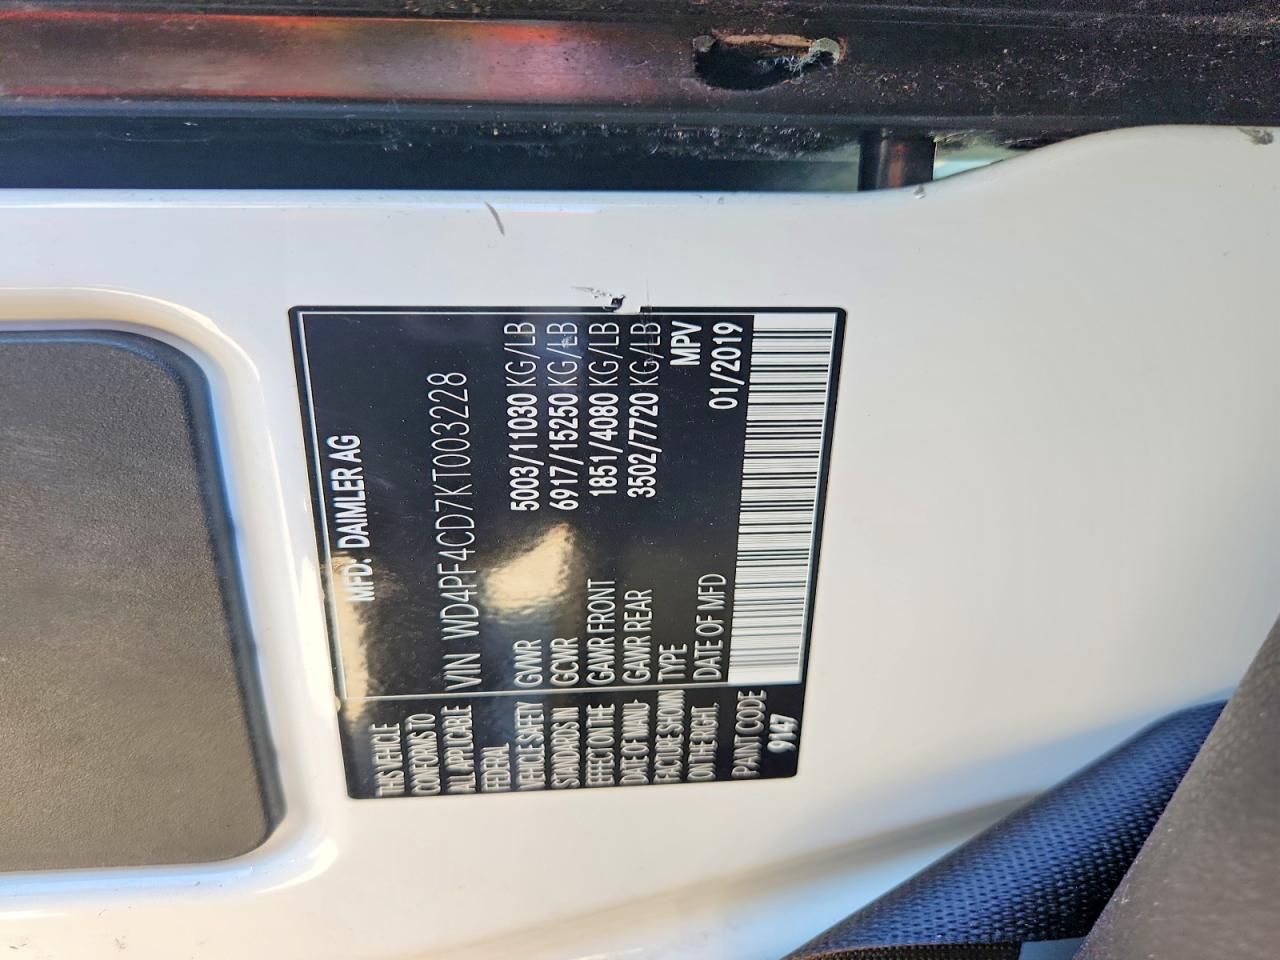 MFD: DAIMLER AG
VIN WD4PF4CD7KT003228
GVWR 5003/11030 KG/LB
GCWR 6917/15250 KG/LB
GAWR FRONT 1851/4080 KG/LB
GAWR REAR 3502/7720 KG/LB
TYPE MPV
DATE OF MFD 01/2019
THIS VEHICLE
CONFORMS TO
ALL APPLICABLE
FEDERAL
VEHICLE SAFETY
STANDARDS IN
EFFECT ON THE
DATE OF MANU-
FACTURE SHOWN
ON THE RIGHT.
PAINT CODE
9147